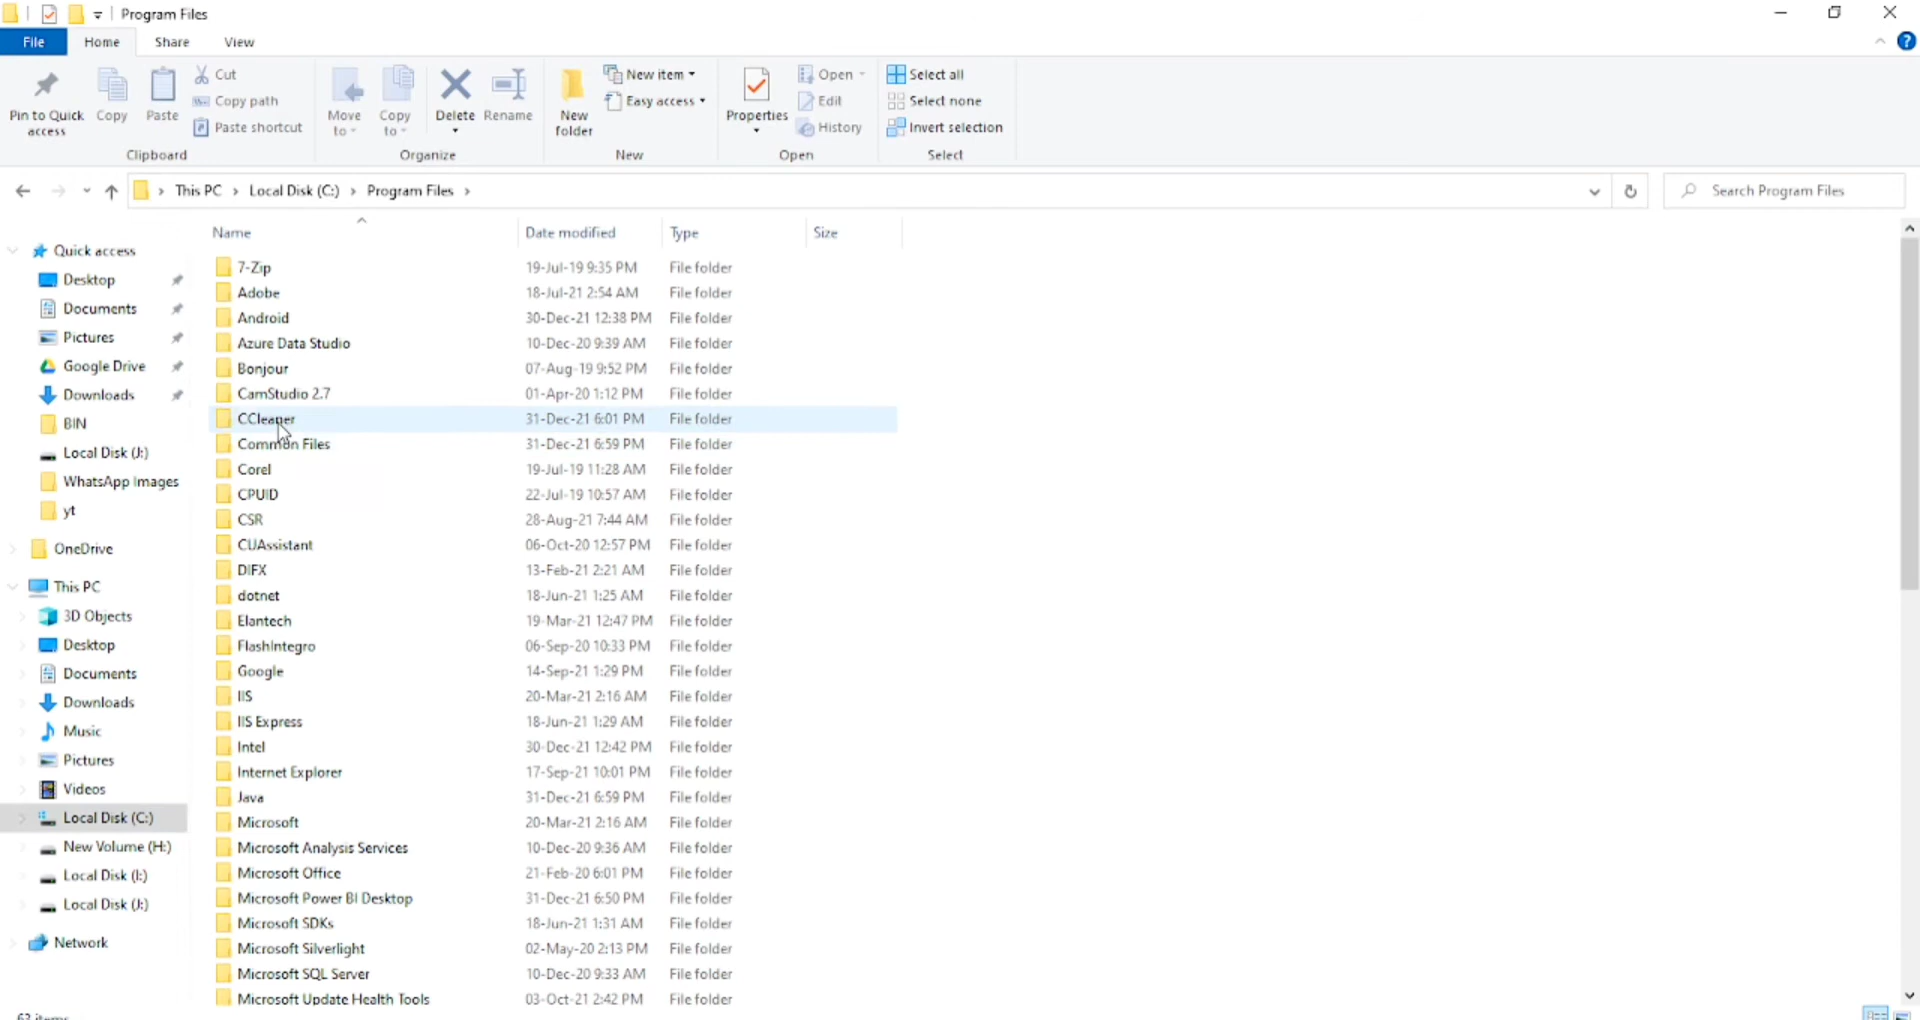 Program Files
File Home Share View
Pin to Quick access
Copy
Paste
Cut
Copy path
Paste shortcut
Clipboard
Move to
Copy to
Delete
Rename
Organize
New folder
New item
Easy access
New
Properties
Open
Edit
History
Open
Select all
Select none
Invert selection
Select
This PC > Local Disk (C:) > Program Files >
Search Program Files
Quick access
Desktop
Documents
Pictures
Google Drive
Downloads
BIN
Local Disk (J:)
WhatsApp Images
yt
OneDrive
This PC
3D Objects
Desktop
Documents
Downloads
Music
Pictures
Videos
Local Disk (C:)
New Volume (H:)
Local Disk (I:)
Local Disk (J:)
Network
Name Date modified Type Size
7-Zip 19-Jul-19 9:35 PM File folder
Adobe 18-Jul-21 2:54 AM File folder
Android 30-Dec-21 12:38 PM File folder
Azure Data Studio 10-Dec-20 9:39 AM File folder
Bonjour 07-Aug-19 9:52 PM File folder
CamStudio 2.7 01-Apr-20 1:12 PM File folder
CCleaner 31-Dec-21 6:01 PM File folder
Common Files 31-Dec-21 6:59 PM File folder
Corel 19-Jul-19 11:28 AM File folder
CPUID 22-Jul-19 10:57 AM File folder
CSR 28-Aug-21 7:44 AM File folder
CUAssistant 06-Oct-20 12:57 PM File folder
DIFX 13-Feb-21 2:21 AM File folder
dotnet 18-Jun-21 1:25 AM File folder
Elantech 19-Mar-21 12:47 PM File folder
FlashIntegro 06-Sep-20 10:33 PM File folder
Google 14-Sep-21 1:29 PM File folder
IIS 20-Mar-21 2:16 AM File folder
IIS Express 18-Jun-21 1:29 AM File folder
Intel 30-Dec-21 12:42 PM File folder
Internet Explorer 17-Sep-21 10:01 PM File folder
Java 31-Dec-21 6:59 PM File folder
Microsoft 20-Mar-21 2:16 AM File folder
Microsoft Analysis Services 10-Dec-20 9:36 AM File folder
Microsoft Office 21-Feb-20 6:01 PM File folder
Microsoft Power BI Desktop 31-Dec-21 6:50 PM File folder
Microsoft SDKs 18-Jun-21 1:31 AM File folder
Microsoft Silverlight 02-May-20 2:13 PM File folder
Microsoft SQL Server 10-Dec-20 9:33 AM File folder
Microsoft Update Health Tools 03-Oct-21 2:42 PM File folder